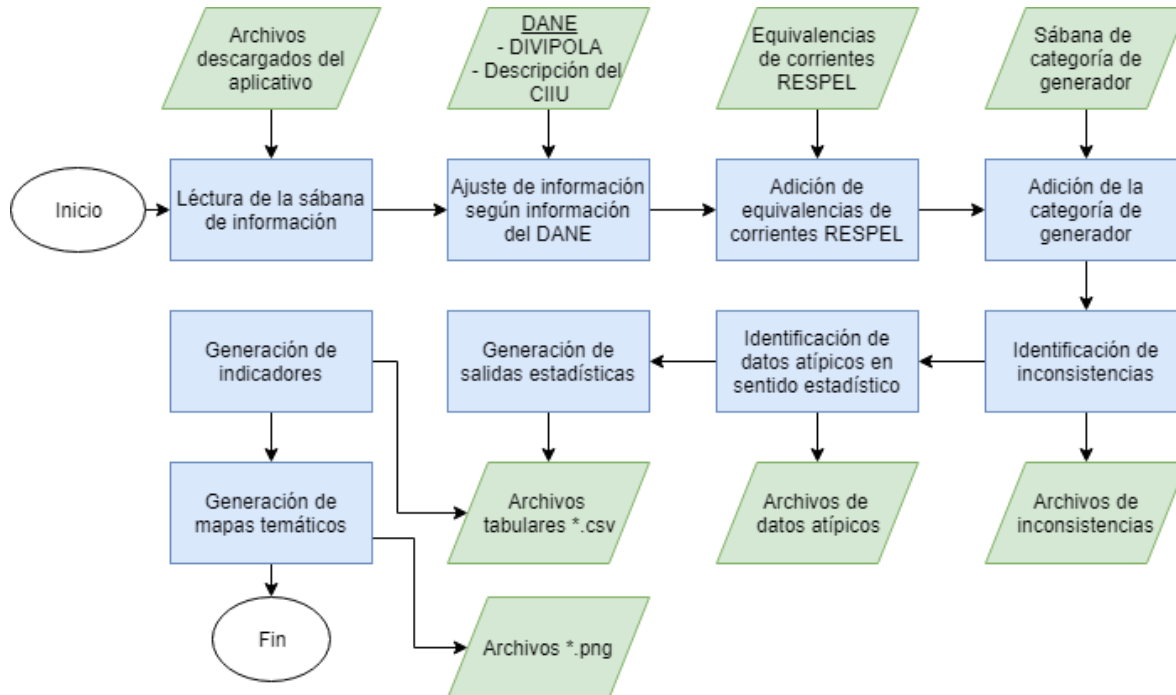 Archivos
descargados del
aplicativo
DANE
- DIVIPOLA
- Descripción del
CIIU
Equivalencias
de corrientes
RESPEL
Sábana de
categoría de
generador
Inicio
Léctura de la sábana
de información
Ajuste de información
según información
del DANE
Adición de
equivalencias de
corrientes RESPEL
Adición de la
categoría de
generador
Generación de
indicadores
Generación de
salidas estadísticas
Identificación de
datos atípicos en
sentido estadístico
Identificación de
inconsistencias
Generación de
mapas temáticos
Archivos
tabulares *.csv
Archivos de
datos atípicos
Archivos de
inconsistencias
Fin
Archivos *.png